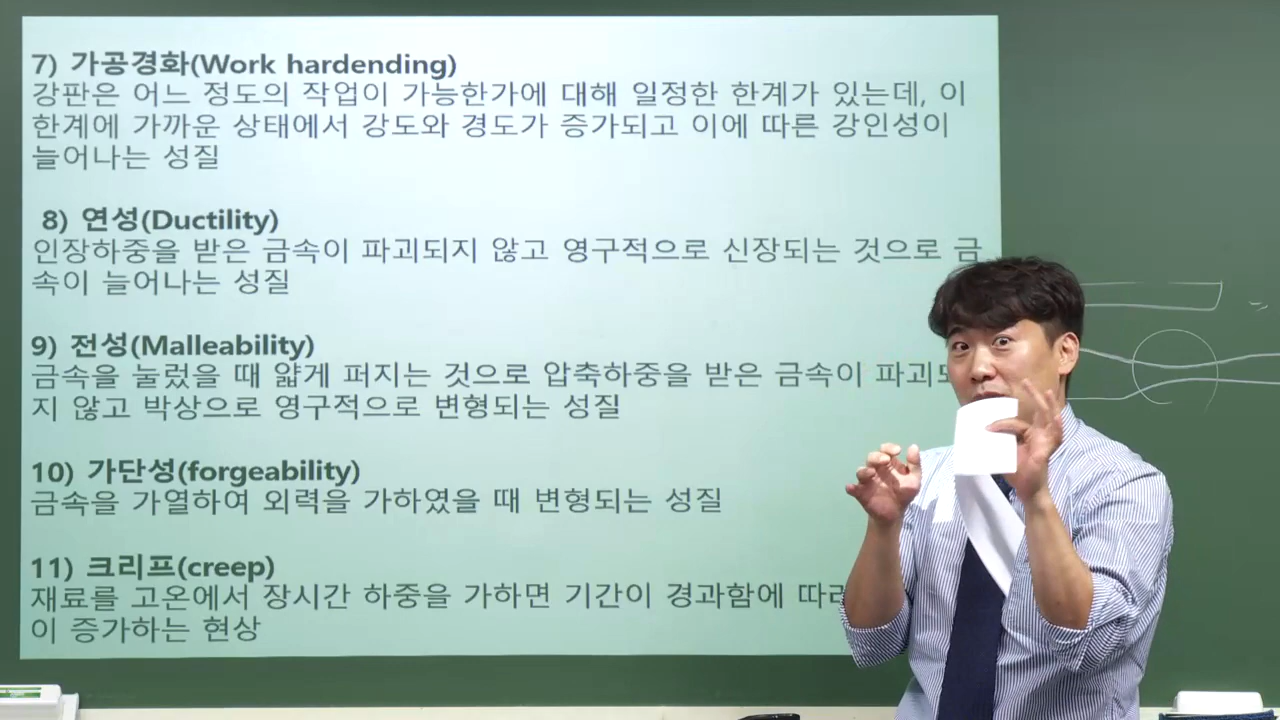 7) 가공경화(Work hardending)
강판은 어느 정도의 작업이 가능한가에 대해 일정한 한계가 있는데, 이
한계에 가까운 상태에서 강도와 경도가 증가되고 이에 따른 강인성이
늘어나는 성질
8) 연성(Ductility)
인장하중을 받은 금속이 파괴되지 않고 영구적으로 신장되는 것으로 금
속이 늘어나는 성질
9) 전성(Malleability)
금속을 눌렀을 때 얇게 퍼지는 것으로 압축하중을 받은 금속이
지 않고 박상으로 영구적으로 변형되는 성질
10) 가단성(forgeability)
금속을 가열하여 외력을 가하였을 때 변형되는 성질
11) 크리프(creep)
재료를 고온에서 장시간 하중을 가하면 기간이 경과함에
이 증가하는 현상